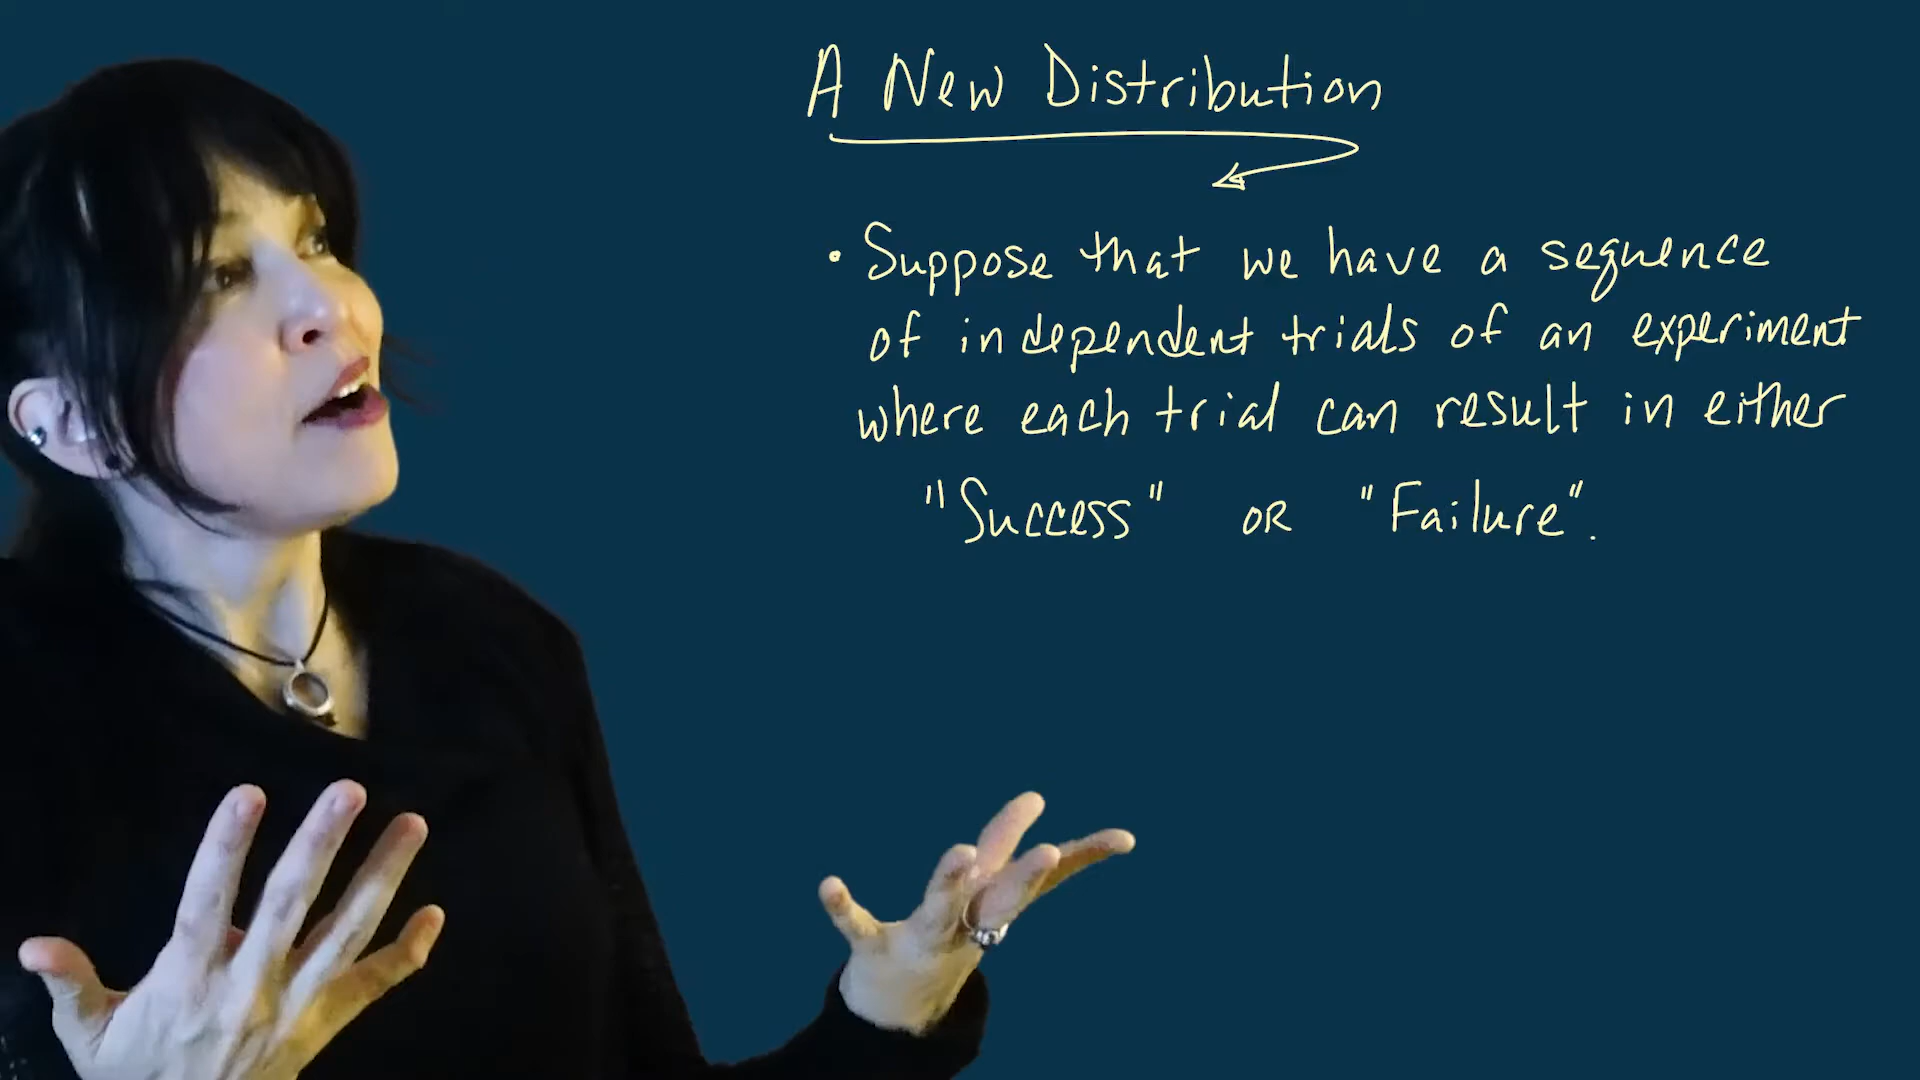 A New Distribution
• Suppose that we have a sequence
of independent trials of an experiment
where each trial can result in either
"Success" OR "Failure".